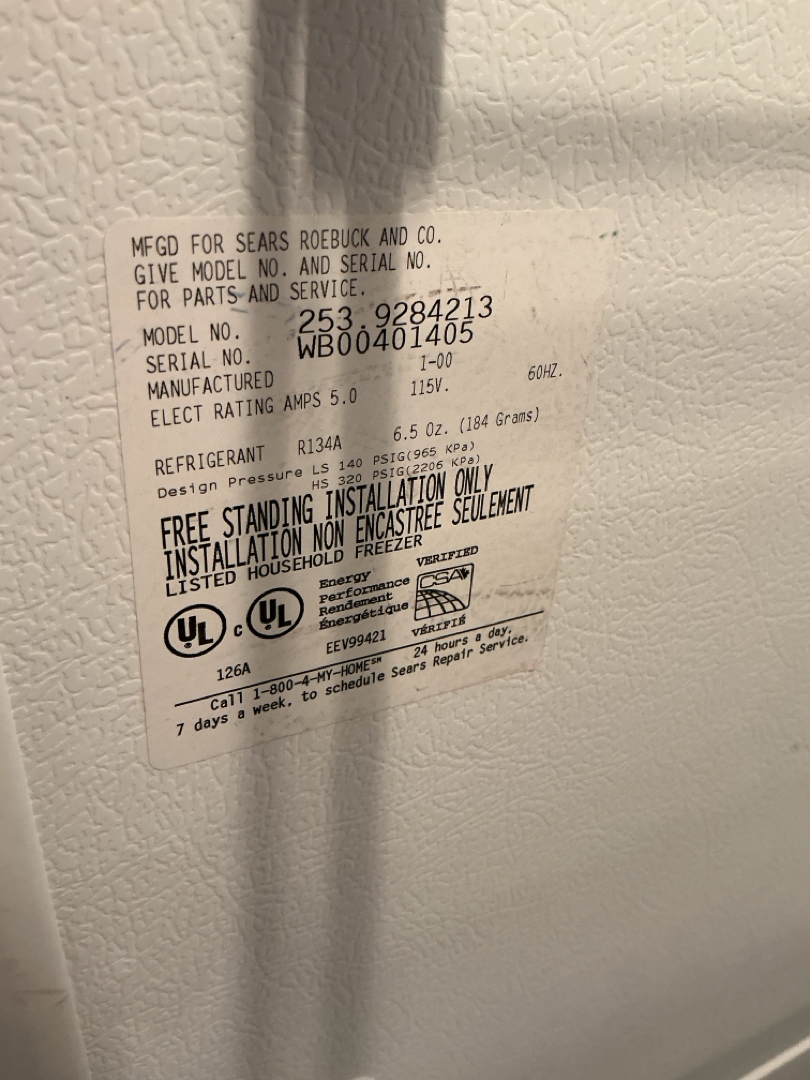 MFGD FOR SEARS ROEBUCK AND CO.
GIVE MODEL NO. AND SERIAL NO.
FOR PARTS AND SERVICE.
MODEL NO. 253.9284213
SERIAL NO. WB00401405
MANUFACTURED 1-00
ELECT RATING AMPS 5.0 115V. 60HZ.
REFRIGERANT R134A 6.5 Oz. (184 Grams)
Design Pressure LS 140 PSIG(965 KPa)
HS 320 PSIG(2206 KPa)
FREE STANDING INSTALLATION ONLY
INSTALLATION NON ENCASTREE SEULEMENT
LISTED HOUSEHOLD FREEZER
UL c UL
Energy
Performance
Rendement
Énergétique
VERIFIED
CSA
VÉRIFIÉ
126A EEV99421
Call 1-800-4-MY-HOME℠ 24 hours a day,
7 days a week, to schedule Sears Repair Service.